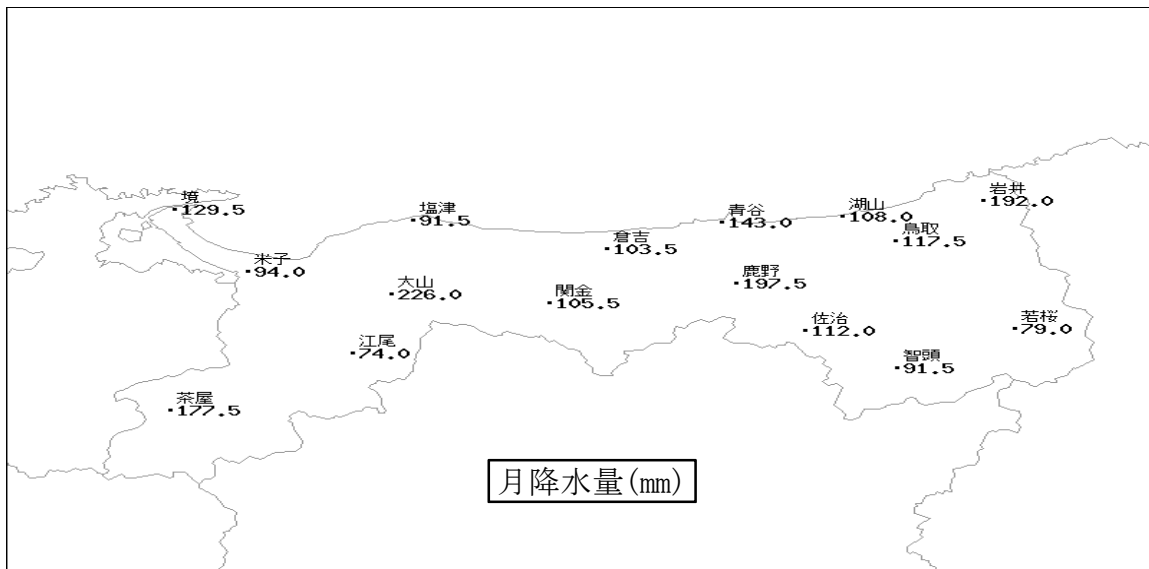 境
・129.5
塩津
・91.5
青谷
・143.0
湖山
・108.0
岩井
・192.0
鳥取
・117.5
倉吉
・103.5
米子
・94.0
大山
・226.0
関金
・105.5
鹿野
・197.5
佐治
・112.0
若桜
・79.0
江尾
・74.0
智頭
・91.5
茶屋
・177.5
月降水量(㎜)